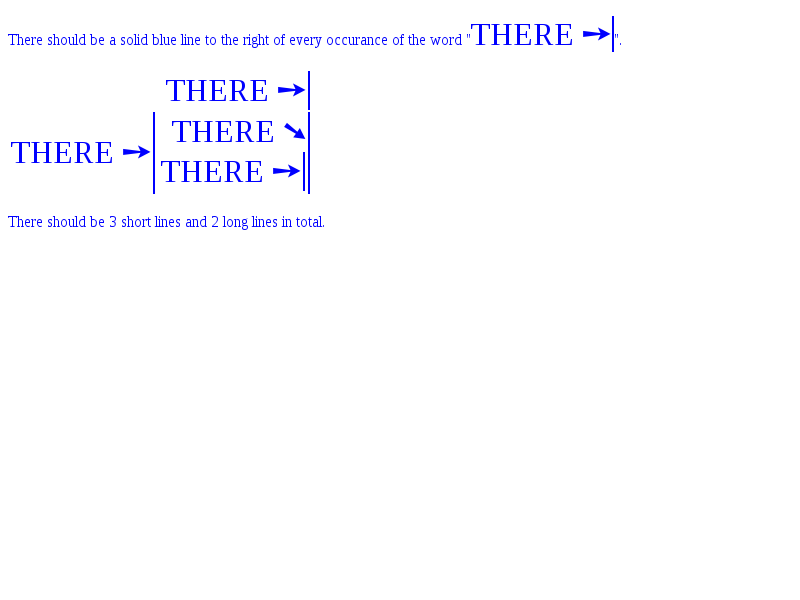 There should be a solid blue line to the right of every occurance of the word "THERE ➙".
THERE ➙
THERE ➘
THERE ➙
THERE ➙
There should be 3 short lines and 2 long lines in total.